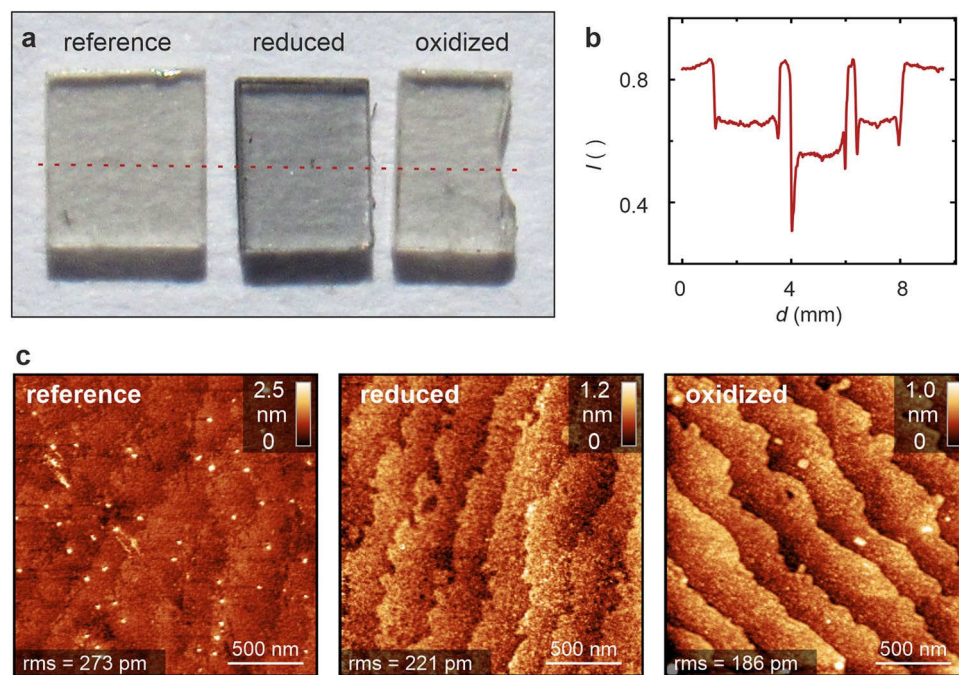 a
reference
reduced
oxidized
b
0.8
0.4
I ( )
0
4
8
d (mm)
c
reference
2.5
nm
0
rms = 273 pm
500 nm
reduced
1.2
nm
0
rms = 221 pm
500 nm
oxidized
1.0
nm
0
rms = 186 pm
500 nm